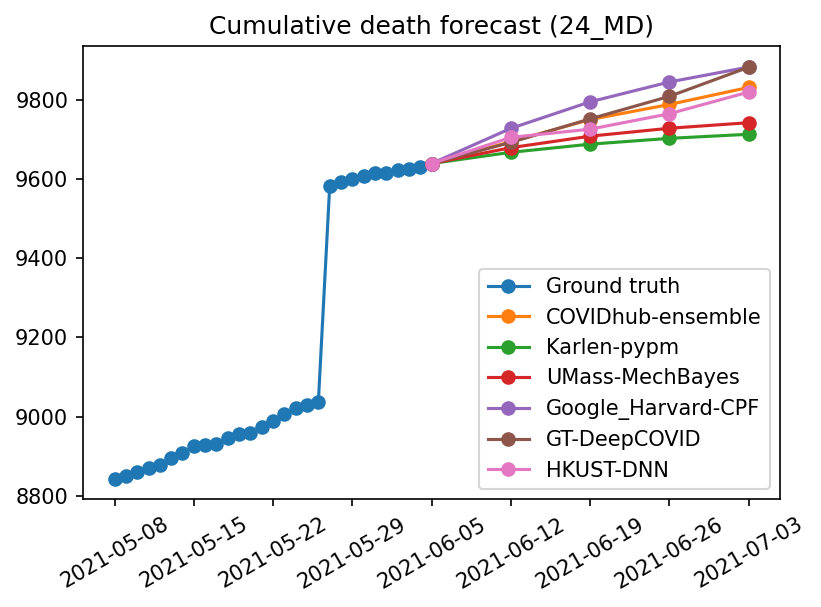 Cumulative death forecast (24_MD)
9800
9600
9400
9200
9000
8800
Ground truth
COVIDhub-ensemble
Karlen-pypm
UMass-MechBayes
Google_Harvard-CPF
GT-DeepCOVID
HKUST-DNN
2021-05-08
2021-05-15
2021-05-22
2021-05-29
2021-06-05
2021-06-12
2021-06-19
2021-06-26
2021-07-03